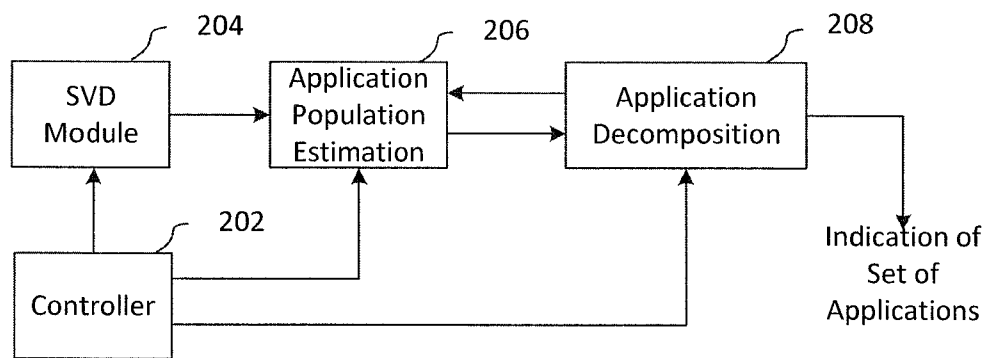 204
206
208
SVD
Module
Application
Population
Estimation
Application
Decomposition
202
Controller
Indication of
Set of
Applications